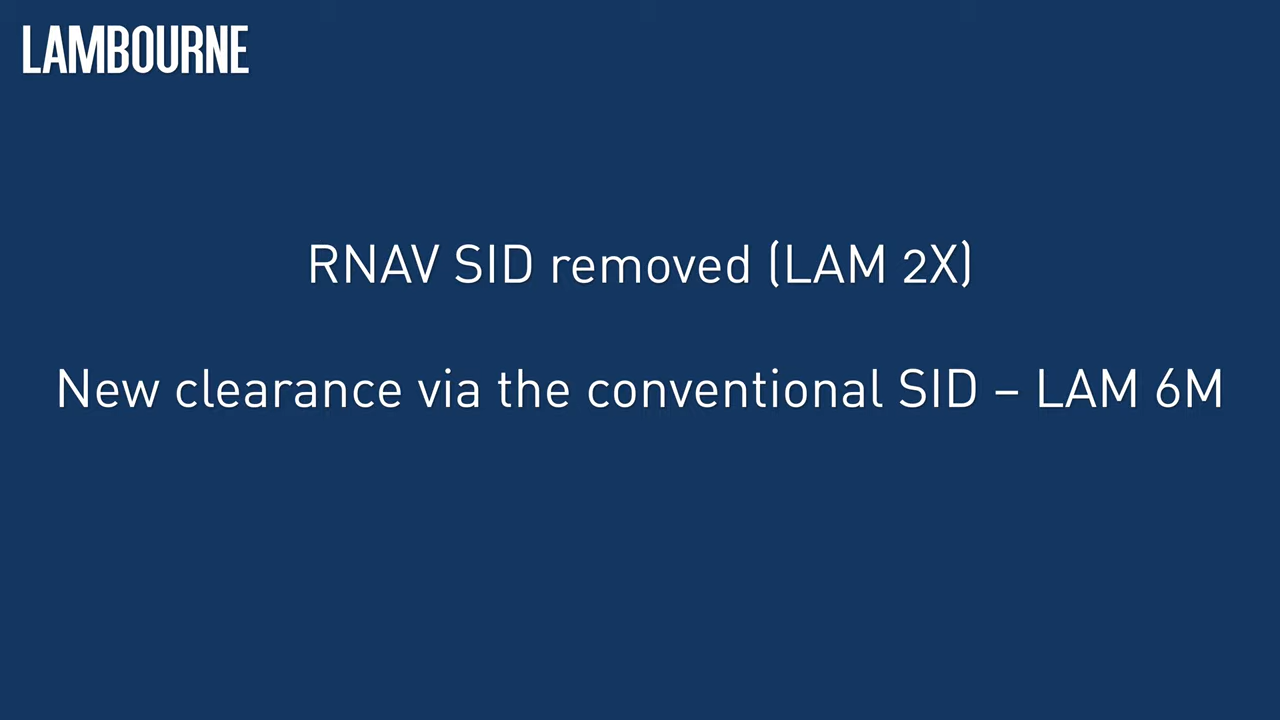 LAMBOURNE
RNAV SID removed (LAM 2X)
New clearance via the conventional SID – LAM 6M